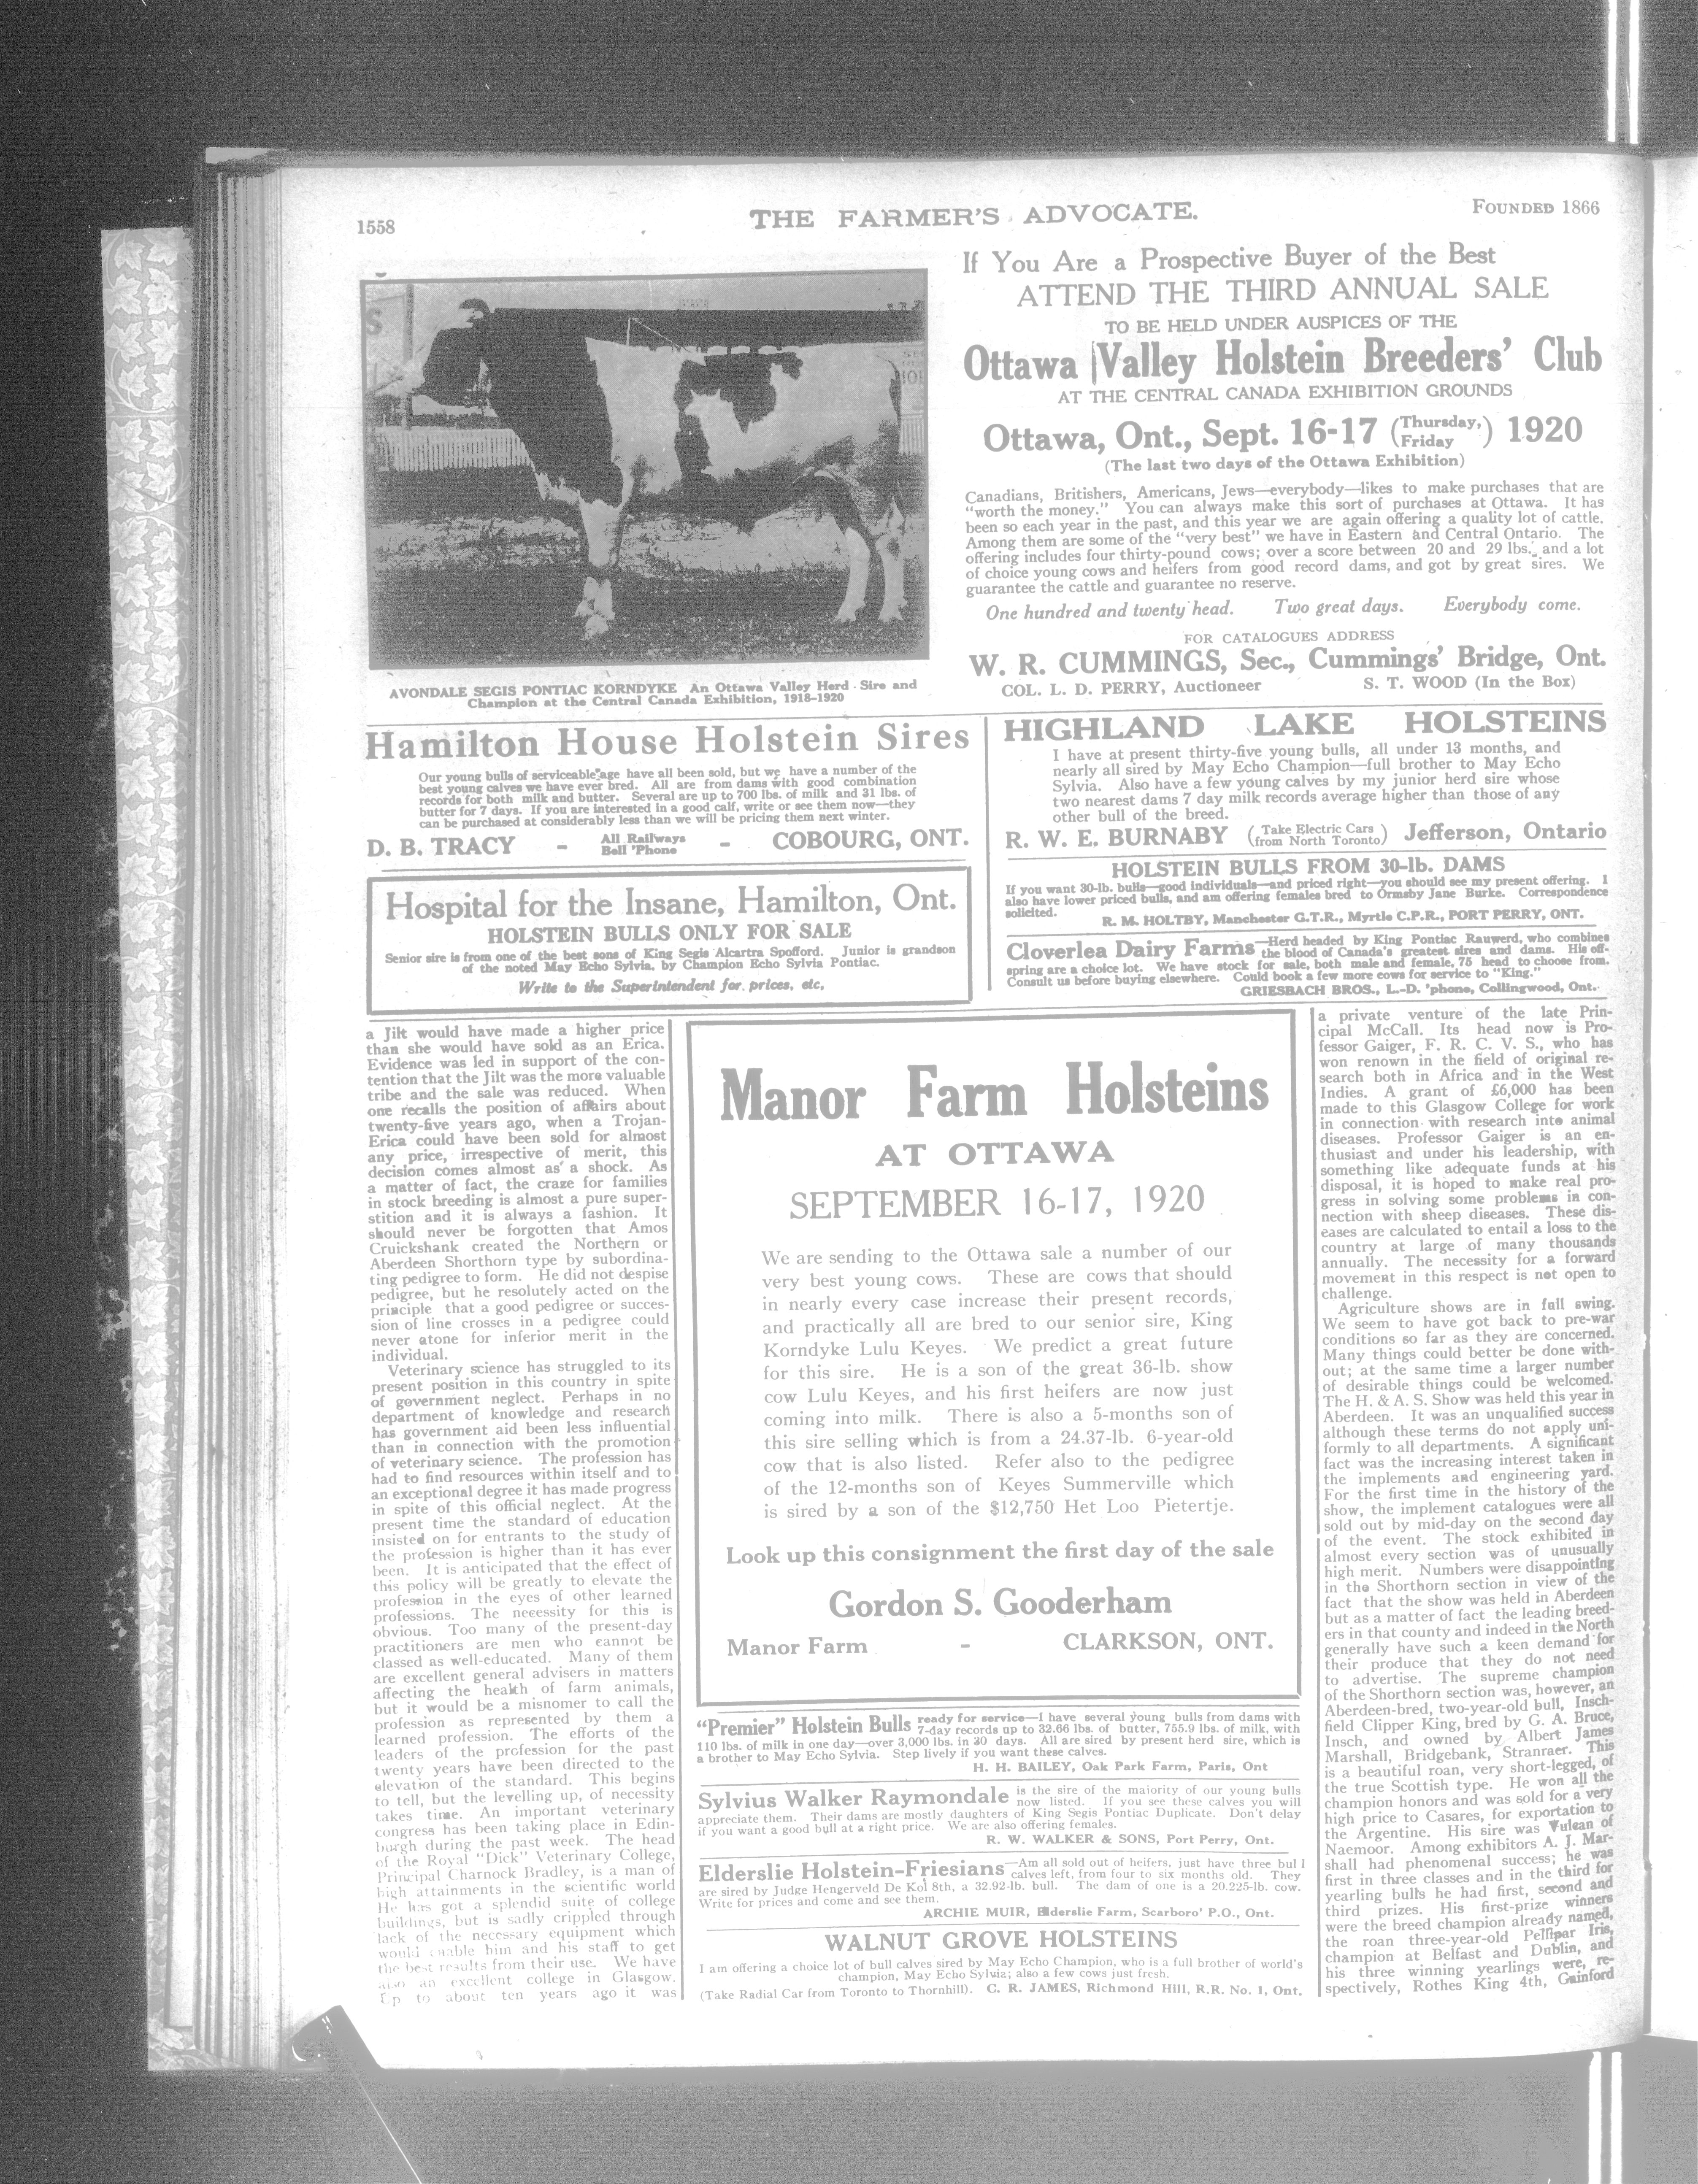 1558
THE FARMER'S ADVOCATE.
FOUNDED 1866
AVONDALE SEGIS PONTIAC KORNDYKE An Ottawa Valley Herd Sire and
Champion at the Central Canada Exhibition, 1918-1920
If You Are a Prospective Buyer of the Best
ATTEND THE THIRD ANNUAL SALE
TO BE HELD UNDER AUSPICES OF THE
Ottawa Valley Holstein Breeders' Club
AT THE CENTRAL CANADA EXHIBITION GROUNDS
Ottawa, Ont., Sept. 16-17 (Thursday, Friday) 1920
(The last two days of the Ottawa Exhibition)
Canadians, Britishers, Americans, Jews—everybody—likes to make purchases that are
"worth the money." You can always make this sort of purchases at Ottawa. It has
been so each year in the past, and this year we are again offering a quality lot of cattle.
Among them are some of the "very best" we have in Eastern and Central Ontario. The
offering includes four thirty-pound cows; over a score between 20 and 29 lbs., and a lot
of choice young cows and heifers from good record dams, and got by great sires. We
guarantee the cattle and guarantee no reserve.
One hundred and twenty head. Two great days. Everybody come.
FOR CATALOGUES ADDRESS
W. R. CUMMINGS, Sec., Cummings' Bridge, Ont.
COL. L. D. PERRY, Auctioneer S. T. WOOD (In the Box)
Hamilton House Holstein Sires
Our young bulls of serviceable age have all been sold, but we have a number of the
best young calves we have ever bred. All are from dams with good combination
records for both milk and butter. Several are up to 700 lbs. of milk and 31 lbs. of
butter for 7 days. If you are interested in a good calf, write or see them now—they
can be purchased at considerably less than we will be pricing them next winter.
D. B. TRACY - All Railways Bell 'Phone - COBOURG, ONT.
Hospital for the Insane, Hamilton, Ont.
HOLSTEIN BULLS ONLY FOR SALE
Senior sire is from one of the best sons of King Segis Alcartra Spofford. Junior is grandson
of the noted May Echo Sylvia, by Champion Echo Sylvia Pontiac.
Write to the Superintendent for prices, etc,
HIGHLAND LAKE HOLSTEINS
I have at present thirty-five young bulls, all under 13 months, and
nearly all sired by May Echo Champion—full brother to May Echo
Sylvia. Also have a few young calves by my junior herd sire whose
two nearest dams 7 day milk records average higher than those of any
other bull of the breed.
R. W. E. BURNABY (Take Electric Cars from North Toronto) Jefferson, Ontario
HOLSTEIN BULLS FROM 30-lb. DAMS
If you want 30-lb. bulls—good individuals—and priced right—you should see my present offering. I
also have lower priced bulls, and am offering females bred to Ormsby Jane Burke. Correspondence
solicited.
R. M. HOLTBY, Manchester G.T.R., Myrtle C.P.R., PORT PERRY, ONT.
Cloverlea Dairy Farms—Herd headed by King Pontiac Rauwerd, who combines
the blood of Canada's greatest sires and dams. His off-
spring are a choice lot. We have stock for sale, both male and female, 75 head to choose from.
Consult us before buying elsewhere. Could book a few more cows for service to "King."
GRIESBACH BROS., L.-D. 'phone, Collingwood, Ont.
a Jilt would have made a higher price
than she would have sold as an Erica.
Evidence was led in support of the con-
tention that the Jilt was the more valuable
tribe and the sale was reduced. When
one recalls the position of affairs about
twenty-five years ago, when a Trojan-
Erica could have been sold for almost
any price, irrespective of merit, this
decision comes almost as a shock. As
a matter of fact, the craze for families
in stock breeding is almost a pure super-
stition and it is always a fashion. It
should never be forgotten that Amos
Cruickshank created the Northern or
Aberdeen Shorthorn type by subordina-
ting pedigree to form. He did not despise
pedigree, but he resolutely acted on the
principle that a good pedigree or succes-
sion of line crosses in a pedigree could
never atone for inferior merit in the
individual.
Veterinary science has struggled to its
present position in this country in spite
of government neglect. Perhaps in no
department of knowledge and research
has government aid been less influential
than in connection with the promotion
of veterinary science. The profession has
had to find resources within itself and to
an exceptional degree it has made progress
in spite of this official neglect. At the
present time the standard of education
insisted on for entrants to the study of
the profession is higher than it has ever
been. It is anticipated that the effect of
this policy will be greatly to elevate the
profession in the eyes of other learned
professions. The necessity for this is
obvious. Too many of the present-day
practitioners are men who cannot be
classed as well-educated. Many of them
are excellent general advisers in matters
affecting the health of farm animals,
but it would be a misnomer to call the
profession as represented by them a
learned profession. The efforts of the
leaders of the profession for the past
twenty years have been directed to the
elevation of the standard. This begins
to tell, but the levelling up, of necessity
takes time. An important veterinary
congress has been taking place in Edin-
burgh during the past week. The head
of the Royal "Dick" Veterinary College,
Principal Charnock Bradley, is a man of
high attainments in the scientific world
He has got a splendid suite of college
buildings, but is sadly crippled through
lack of the necessary equipment which
would enable him and his staff to get
the best results from their use. We have
also an excellent college in Glasgow.
Up to about ten years ago it was
Manor Farm Holsteins
AT OTTAWA
SEPTEMBER 16-17, 1920
We are sending to the Ottawa sale a number of our
very best young cows. These are cows that should
in nearly every case increase their present records,
and practically all are bred to our senior sire, King
Korndyke Lulu Keyes. We predict a great future
for this sire. He is a son of the great 36-lb. show
cow Lulu Keyes, and his first heifers are now just
coming into milk. There is also a 5-months son of
this sire selling which is from a 24.37-lb. 6-year-old
cow that is also listed. Refer also to the pedigree
of the 12-months son of Keyes Summerville which
is sired by a son of the $12,750 Het Loo Pietertje.
Look up this consignment the first day of the sale
Gordon S. Gooderham
Manor Farm - CLARKSON, ONT.
"Premier" Holstein Bulls ready for service—I have several young bulls from dams with
7-day records up to 32.66 lbs. of butter, 755.9 lbs. of milk, with
110 lbs. of milk in one day—over 3,000 lbs. in 30 days. All are sired by present herd sire, which is
a brother to May Echo Sylvia. Step lively if you want these calves.
H. H. BAILEY, Oak Park Farm, Paris, Ont
Sylvius Walker Raymondale is the sire of the majority of our young bulls
now listed. If you see these calves you will
appreciate them. Their dams are mostly daughters of King Segis Pontiac Duplicate. Don't delay
if you want a good bull at a right price. We are also offering females.
R. W. WALKER & SONS, Port Perry, Ont.
Elderslie Holstein-Friesians—Am all sold out of heifers, just have three bull
calves left, from four to six months old. They
are sired by Judge Hengerveld De Kol 8th, a 32.92-lb. bull. The dam of one is a 20.225-lb. cow.
Write for prices and come and see them.
ARCHIE MUIR, Elderslie Farm, Scarboro' P.O., Ont.
WALNUT GROVE HOLSTEINS
I am offering a choice lot of bull calves sired by May Echo Champion, who is a full brother of world's
champion, May Echo Sylvia; also a few cows just fresh.
(Take Radial Car from Toronto to Thornhill). C. R. JAMES, Richmond Hill, R.R. No. 1, Ont.
a private venture of the late Prin-
cipal McCall. Its head now is Pro-
fessor Gaiger, F. R. C. V. S., who has
won renown in the field of original re-
search both in Africa and in the West
Indies. A grant of £6,000 has been
made to this Glasgow College for work
in connection with research into animal
diseases. Professor Gaiger is an en-
thusiast and under his leadership, with
something like adequate funds at his
disposal, it is hoped to make real pro-
gress in solving some problems in con-
nection with sheep diseases. These dis-
eases are calculated to entail a loss to the
country at large of many thousands
annually. The necessity for a forward
movement in this respect is not open to
challenge.
Agriculture shows are in full swing.
We seem to have got back to pre-war
conditions so far as they are concerned.
Many things could better be done with-
out; at the same time a larger number
of desirable things could be welcomed.
The H. & A. S. Show was held this year in
Aberdeen. It was an unqualified success
although these terms do not apply uni-
formly to all departments. A significant
fact was the increasing interest taken in
the implements and engineering yard.
For the first time in the history of the
show, the implement catalogues were all
sold out by mid-day on the second day
of the event. The stock exhibited in
almost every section was of unusually
high merit. Numbers were disappointing
in the Shorthorn section in view of the
fact that the show was held in Aberdeen
but as a matter of fact the leading breed-
ers in that county and indeed in the North
generally have such a keen demand for
their produce that they do not need
to advertise. The supreme champion
of the Shorthorn section was, however, an
Aberdeen-bred, two-year-old bull, Insch-
field Clipper King, bred by G. A. Bruce,
Insch, and owned by Albert James
Marshall, Bridgebank, Stranraer. This
is a beautiful roan, very short-legged, of
the true Scottish type. He won all the
champion honors and was sold for a very
high price to Casares, for exportation to
the Argentine. His sire was Vulcan of
Naemoor. Among exhibitors A. J. Mar-
shall had phenomenal success; he was
first in three classes and in the third for
yearling bulls he had first, second and
third prizes. His first-prize winners
were the breed champion already named,
the roan three-year-old Pellipar Iris,
champion at Belfast and Dublin, and
his three winning yearlings were, re-
spectively, Rothes King 4th, Gainford